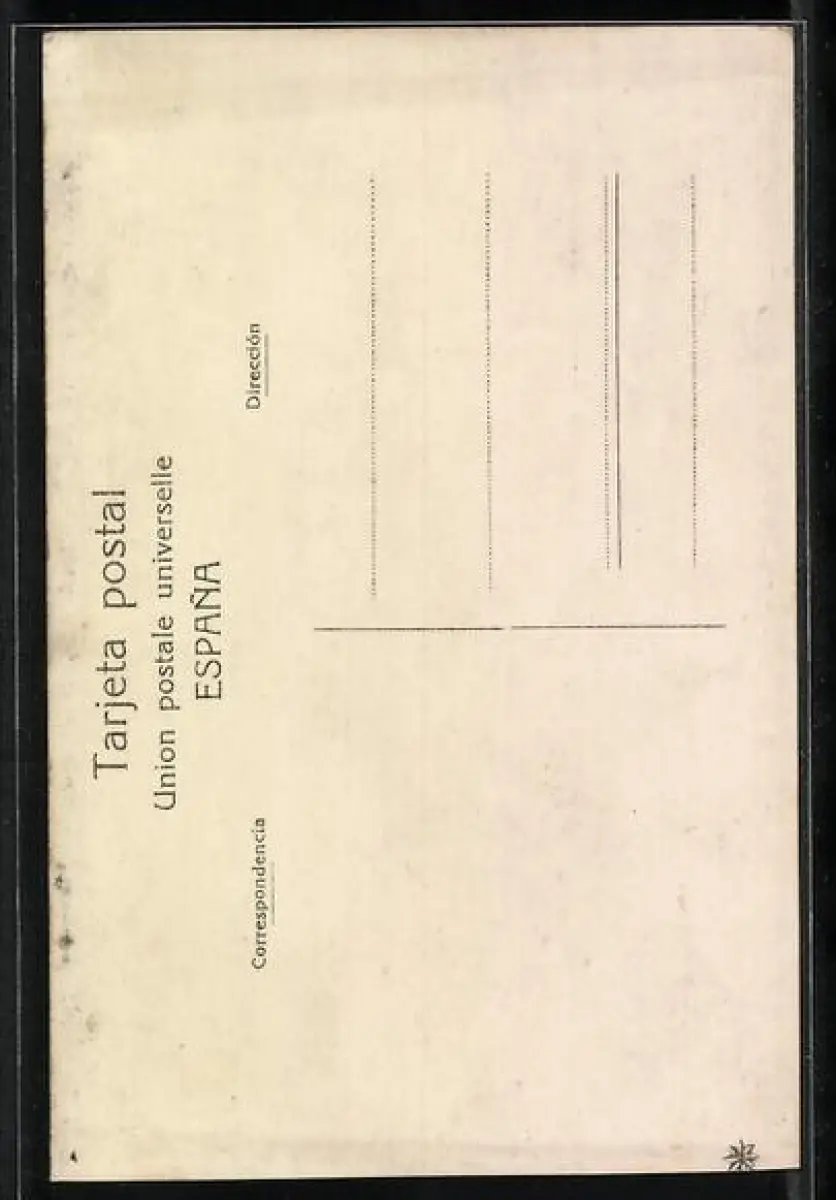 Tarjeta postal
Union postale universelle
ESPAÑA
Correspondencia
Dirección